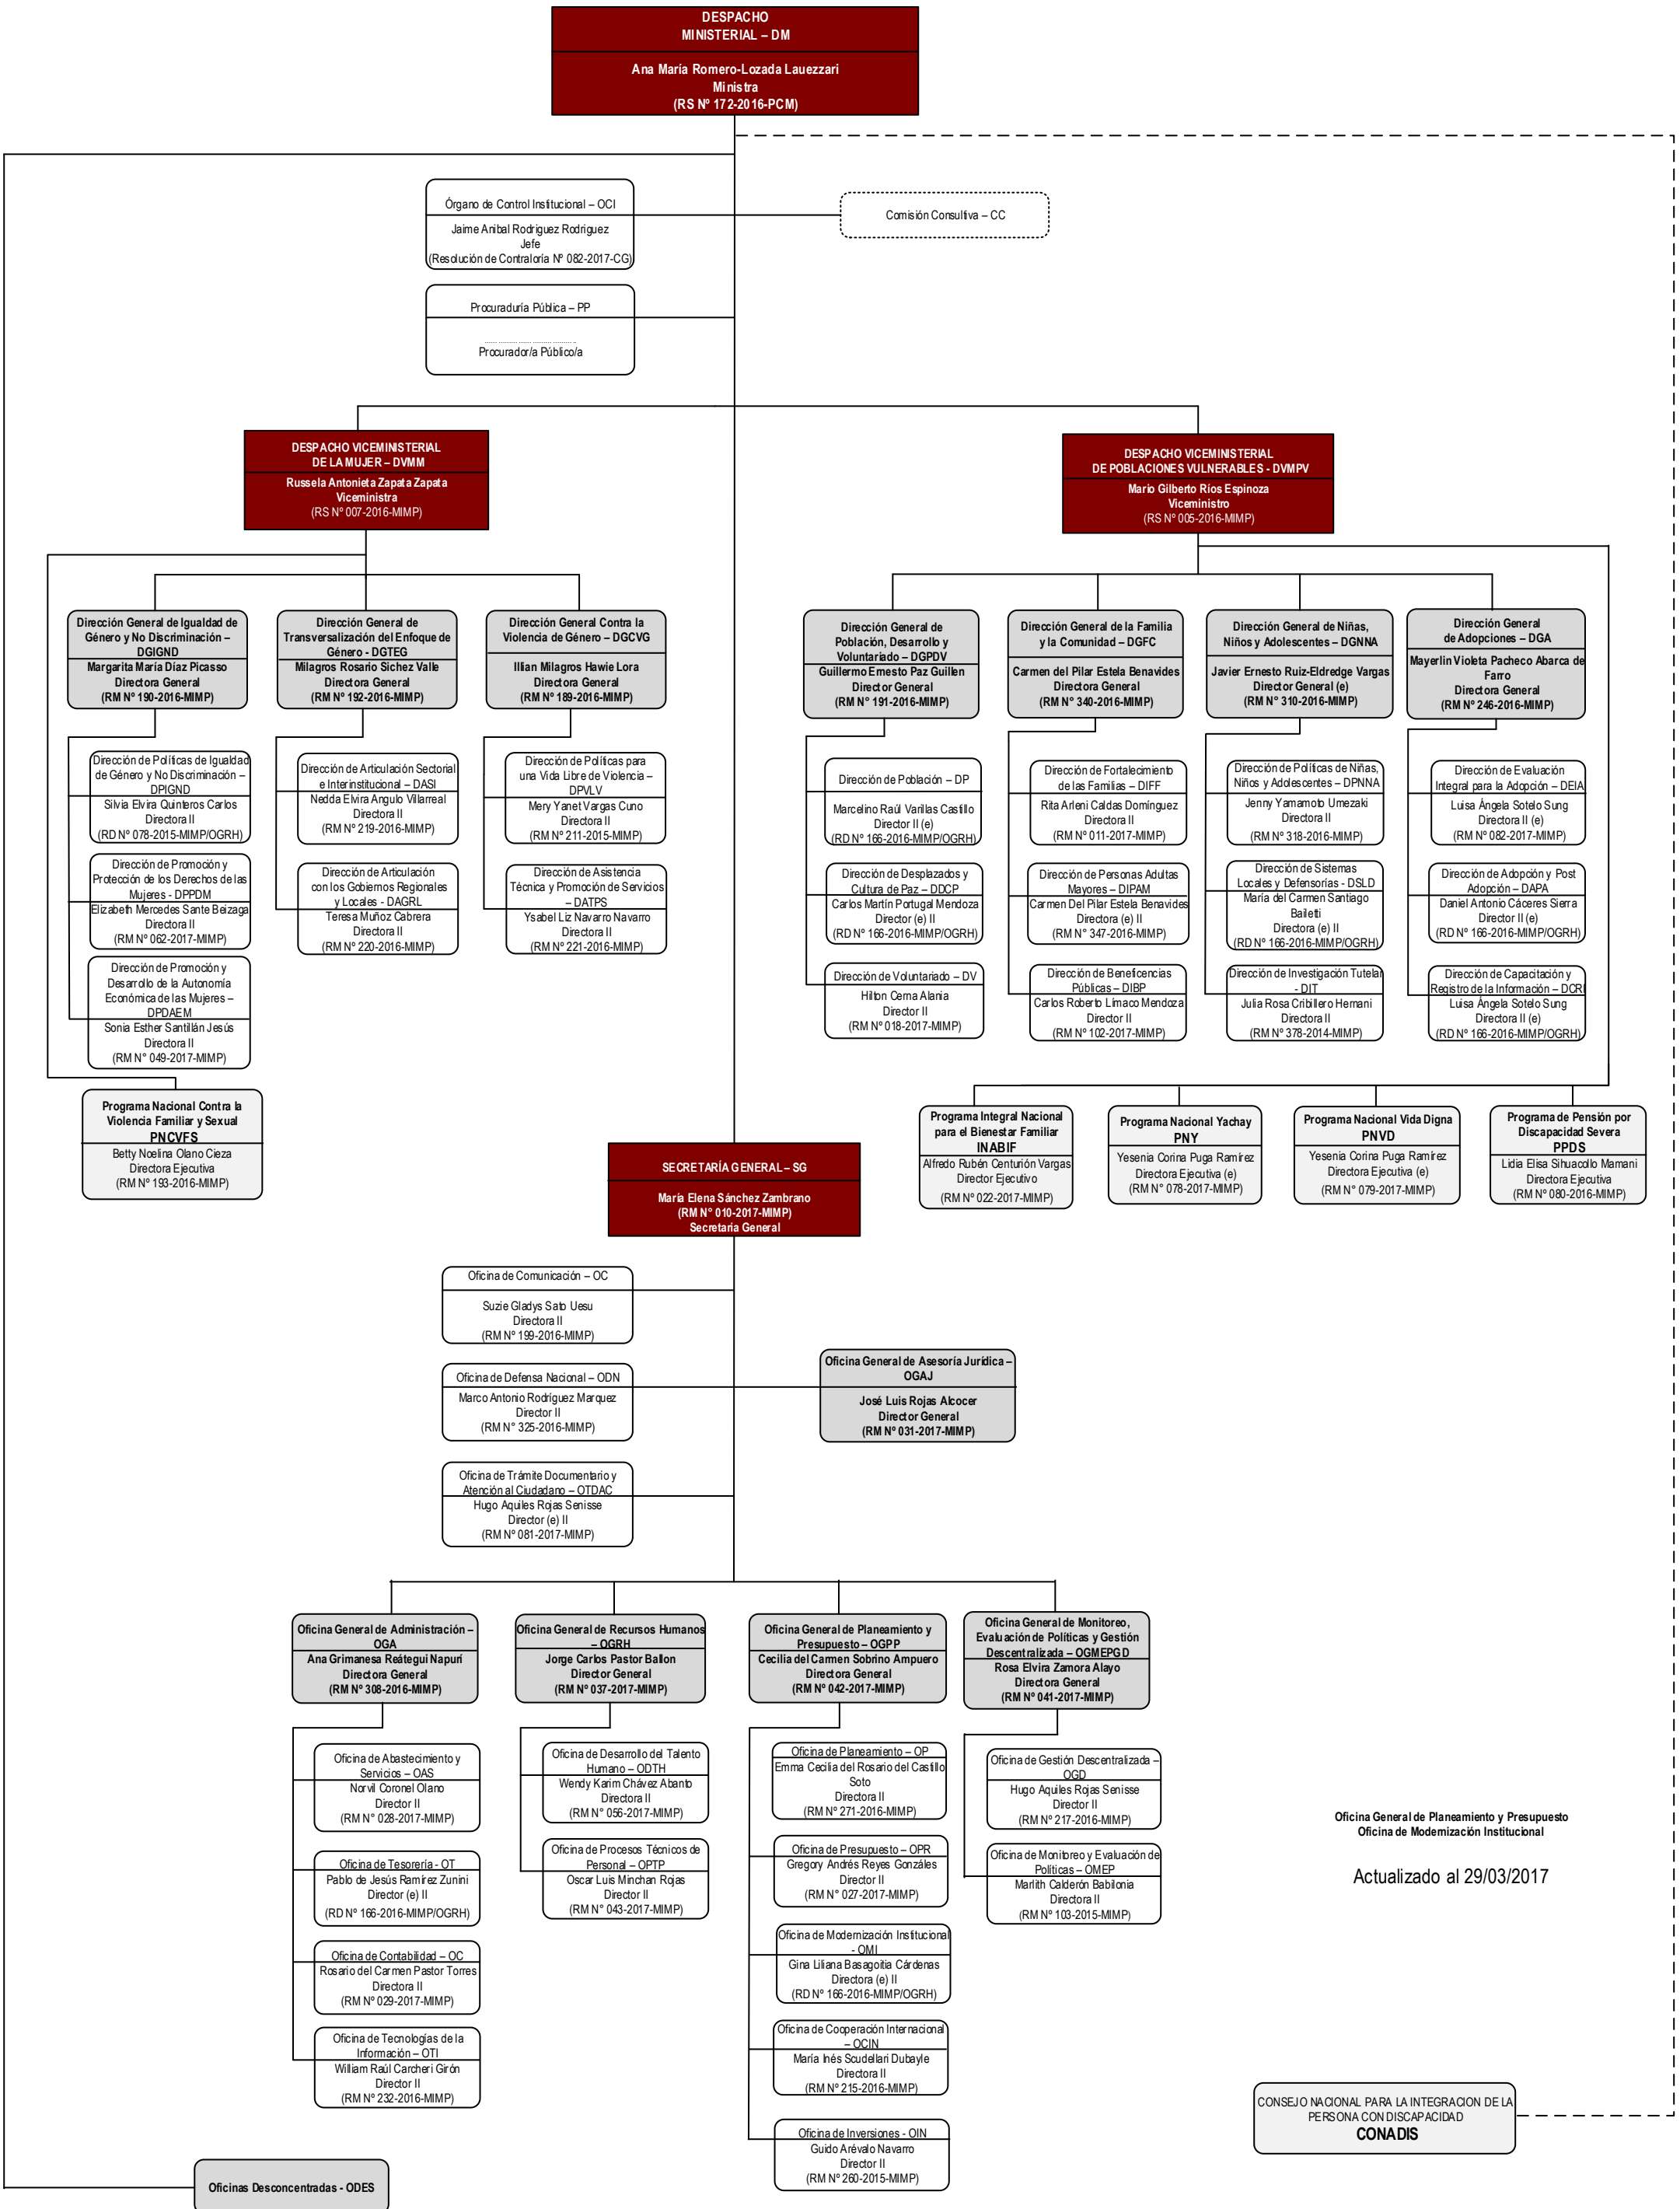 DESPACHO
MINISTERIAL – DM
Ana María Romero-Lozada Lauezzari
Ministra
(RS Nº 172-2016-PCM)
Órgano de Control Institucional – OCI
Jaime Anibal Rodriguez Rodriguez
Jefe
(Resolución de Contraloría Nº 082-2017-CG)
Comisión Consultiva – CC
Procuraduría Pública – PP
........................................
Procurador/a Público/a
DESPACHO VICEMINISTERIAL
DE LA MUJER – DVMM
Russela Antonieta Zapata Zapata
Viceministra
(RS Nº 007-2016-MIMP)
DESPACHO VICEMINISTERIAL
DE POBLACIONES VULNERABLES - DVMPV
Mario Gilberto Ríos Espinoza
Viceministro
(RS Nº 005-2016-MIMP)
Dirección General de Igualdad de
Género y No Discriminación –
DGIGND
Margarita María Díaz Picasso
Directora General
(RM Nº 190-2016-MIMP)
Dirección General de
Transversalización del Enfoque de
Género - DGTEG
Milagros Rosario Sichez Valle
Directora General
(RM Nº 192-2016-MIMP)
Dirección General Contra la
Violencia de Género – DGCVG
Illian Milagros Hawie Lora
Directora General
(RM Nº 189-2016-MIMP)
Dirección General de
Población, Desarrollo y
Voluntariado – DGPDV
Guillermo Ernesto Paz Guillen
Director General
(RM Nº 191-2016-MIMP)
Dirección General de la Familia
y la Comunidad – DGFC
Carmen del Pilar Estela Benavides
Directora General
(RM Nº 340-2016-MIMP)
Dirección General de Niñas,
Niños y Adolescentes – DGNNA
Javier Ernesto Ruiz-Eldredge Vargas
Director General (e)
(RM Nº 310-2016-MIMP)
Dirección General
de Adopciones – DGA
Mayerlin Violeta Pacheco Abarca de
Farro
Directora General
(RM Nº 246-2016-MIMP)
Dirección de Políticas de Igualdad
de Género y No Discriminación –
DPIGND
Silvia Elvira Quinteros Carlos
Directora II
(RD Nº 078-2015-MIMP/OGRH)
Dirección de Articulación Sectorial
e Interinstitucional – DASI
Nedda Elvira Angulo Villarreal
Directora II
(RM Nº 219-2016-MIMP)
Dirección de Políticas para
una Vida Libre de Violencia –
DPVLV
Mery Yanet Vargas Cuno
Directora II
(RM Nº 211-2015-MIMP)
Dirección de Población – DP
Marcelino Raúl Varillas Castillo
Director II (e)
(RD Nº 166-2016-MIMP/OGRH)
Dirección de Fortalecimiento
de las Familias – DIFF
Rita Arleni Caldas Domínguez
Directora II
(RM Nº 011-2017-MIMP)
Dirección de Políticas de Niñas,
Niños y Adolescentes – DPNNA
Jenny Yamamoto Umezaki
Directora II
(RM Nº 318-2016-MIMP)
Dirección de Evaluación
Integral para la Adopción – DEIA
Luisa Ángela Sotelo Sung
Directora II (e)
(RM Nº 082-2017-MIMP)
Dirección de Promoción y
Protección de los Derechos de las
Mujeres - DPPDM
Elizabeth Mercedes Sante Beizaga
Directora II
(RM Nº 062-2017-MIMP)
Dirección de Articulación
con los Gobiernos Regionales
y Locales - DAGRL
Teresa Muñoz Cabrera
Directora II
(RM Nº 220-2016-MIMP)
Dirección de Asistencia
Técnica y Promoción de Servicios
– DATPS
Ysabel Liz Navarro Navarro
Directora II
(RM Nº 221-2016-MIMP)
Dirección de Desplazados y
Cultura de Paz – DDCP
Carlos Martín Portugal Mendoza
Director (e) II
(RD Nº 166-2016-MIMP/OGRH)
Dirección de Personas Adultas
Mayores – DIPAM
Carmen Del Pilar Estela Benavides
Directora (e) II
(RM Nº 347-2016-MIMP)
Dirección de Sistemas
Locales y Defensorías - DSLD
María del Carmen Santiago
Bailetti
Directora (e) II
(RD Nº 166-2016-MIMP/OGRH)
Dirección de Adopción y Post
Adopción – DAPA
Daniel Antonio Cáceres Sierra
Director II (e)
(RD Nº 166-2016-MIMP/OGRH)
Dirección de Promoción y
Desarrollo de la Autonomía
Económica de las Mujeres –
DPDAEM
Sonia Esther Santillán Jesús
Directora II
(RM N° 049-2017-MIMP)
Dirección de Voluntariado – DV
Hilton Cerna Alania
Director II
(RM Nº 018-2017-MIMP)
Dirección de Beneficencias
Públicas – DIBP
Carlos Roberto Límaco Mendoza
Director II
(RM Nº 102-2017-MIMP)
Dirección de Investigación Tutelar
- DIT
Julia Rosa Cribillero Hernani
Directora II
(RM Nº 378-2014-MIMP)
Dirección de Capacitación y
Registro de la Información – DCRI
Luisa Ángela Sotelo Sung
Directora II (e)
(RD Nº 166-2016-MIMP/OGRH)
Programa Nacional Contra la
Violencia Familiar y Sexual
PNCVFS
Betty Noelina Olano Cieza
Directora Ejecutiva
(RM Nº 193-2016-MIMP)
Programa Integral Nacional
para el Bienestar Familiar
INABIF
Alfredo Rubén Centurión Vargas
Director Ejecutivo
(RM Nº 022-2017-MIMP)
Programa Nacional Yachay
PNY
Yesenia Corina Puga Ramírez
Directora Ejecutiva (e)
(RM Nº 078-2017-MIMP)
Programa Nacional Vida Digna
PNVD
Yesenia Corina Puga Ramírez
Directora Ejecutiva (e)
(RM Nº 079-2017-MIMP)
Programa de Pensión por
Discapacidad Severa
PPDS
Lidia Elisa Sihuacollo Mamani
Directora Ejecutiva
(RM Nº 080-2016-MIMP)
SECRETARÍA GENERAL – SG
María Elena Sánchez Zambrano
(RM N° 010-2017-MIMP)
Secretaria General
Oficina de Comunicación – OC
Suzie Gladys Sato Uesu
Directora II
(RM Nº 199-2016-MIMP)
Oficina de Defensa Nacional – ODN
Marco Antonio Rodríguez Marquez
Director II
(RM N° 325-2016-MIMP)
Oficina General de Asesoría Jurídica –
OGAJ
José Luis Rojas Alcocer
Director General
(RM Nº 031-2017-MIMP)
Oficina de Trámite Documentario y
Atención al Ciudadano – OTDAC
Hugo Aquiles Rojas Senisse
Director (e) II
(RM Nº 081-2017-MIMP)
Oficina General de Administración –
OGA
Ana Grimanesa Reátegui Napurí
Directora General
(RM Nº 308-2016-MIMP)
Oficina General de Recursos Humanos
– OGRH
Jorge Carlos Pastor Ballon
Director General
(RM Nº 037-2017-MIMP)
Oficina General de Planeamiento y
Presupuesto – OGPP
Cecilia del Carmen Sobrino Ampuero
Directora General
(RM Nº 042-2017-MIMP)
Oficina General de Monitoreo,
Evaluación de Políticas y Gestión
Descentralizada – OGMEPGD
Rosa Elvira Zamora Alayo
Directora General
(RM Nº 041-2017-MIMP)
Oficina de Abastecimiento y
Servicios – OAS
Norvil Coronel Olano
Director II
(RM N° 028-2017-MIMP)
Oficina de Desarrollo del Talento
Humano – ODTH
Wendy Karim Chávez Abanto
Directora II
(RM N° 056-2017-MIMP)
Oficina de Planeamiento – OP
Emma Cecilia del Rosario del Castillo
Soto
Directora II
(RM Nº 271-2016-MIMP)
Oficina de Gestión Descentralizada –
OGD
Hugo Aquiles Rojas Senisse
Director II
(RM Nº 217-2016-MIMP)
Oficina General de Planeamiento y Presupuesto
Oficina de Modernización Institucional
Actualizado al 29/03/2017
Oficina de Tesorería - OT
Pablo de Jesús Ramírez Zunini
Director (e) II
(RD Nº 166-2016-MIMP/OGRH)
Oficina de Procesos Técnicos de
Personal – OPTP
Oscar Luis Minchan Rojas
Director II
(RM Nº 043-2017-MIMP)
Oficina de Presupuesto – OPR
Gregory Andrés Reyes Gonzáles
Director II
(RM Nº 027-2017-MIMP)
Oficina de Monitoreo y Evaluación de
Políticas – OMEP
Marlith Calderón Babilonia
Directora II
(RM Nº 103-2015-MIMP)
Oficina de Contabilidad – OC
Rosario del Carmen Pastor Torres
Directora II
(RM Nº 029-2017-MIMP)
Oficina de Modernización Institucional
- OMI
Gina Liliana Basagoitia Cárdenas
Directora (e) II
(RD Nº 166-2016-MIMP/OGRH)
Oficina de Tecnologías de la
Información – OTI
William Raúl Carcheri Girón
Director II
(RM Nº 232-2016-MIMP)
Oficina de Cooperación Internacional
– OCIN
María Inés Scudellari Dubayle
Directora II
(RM Nº 215-2016-MIMP)
Oficina de Inversiones - OIN
Guido Arévalo Navarro
Director II
(RM Nº 260-2015-MIMP)
CONSEJO NACIONAL PARA LA INTEGRACION DE LA
PERSONA CON DISCAPACIDAD
CONADIS
Oficinas Desconcentradas - ODES